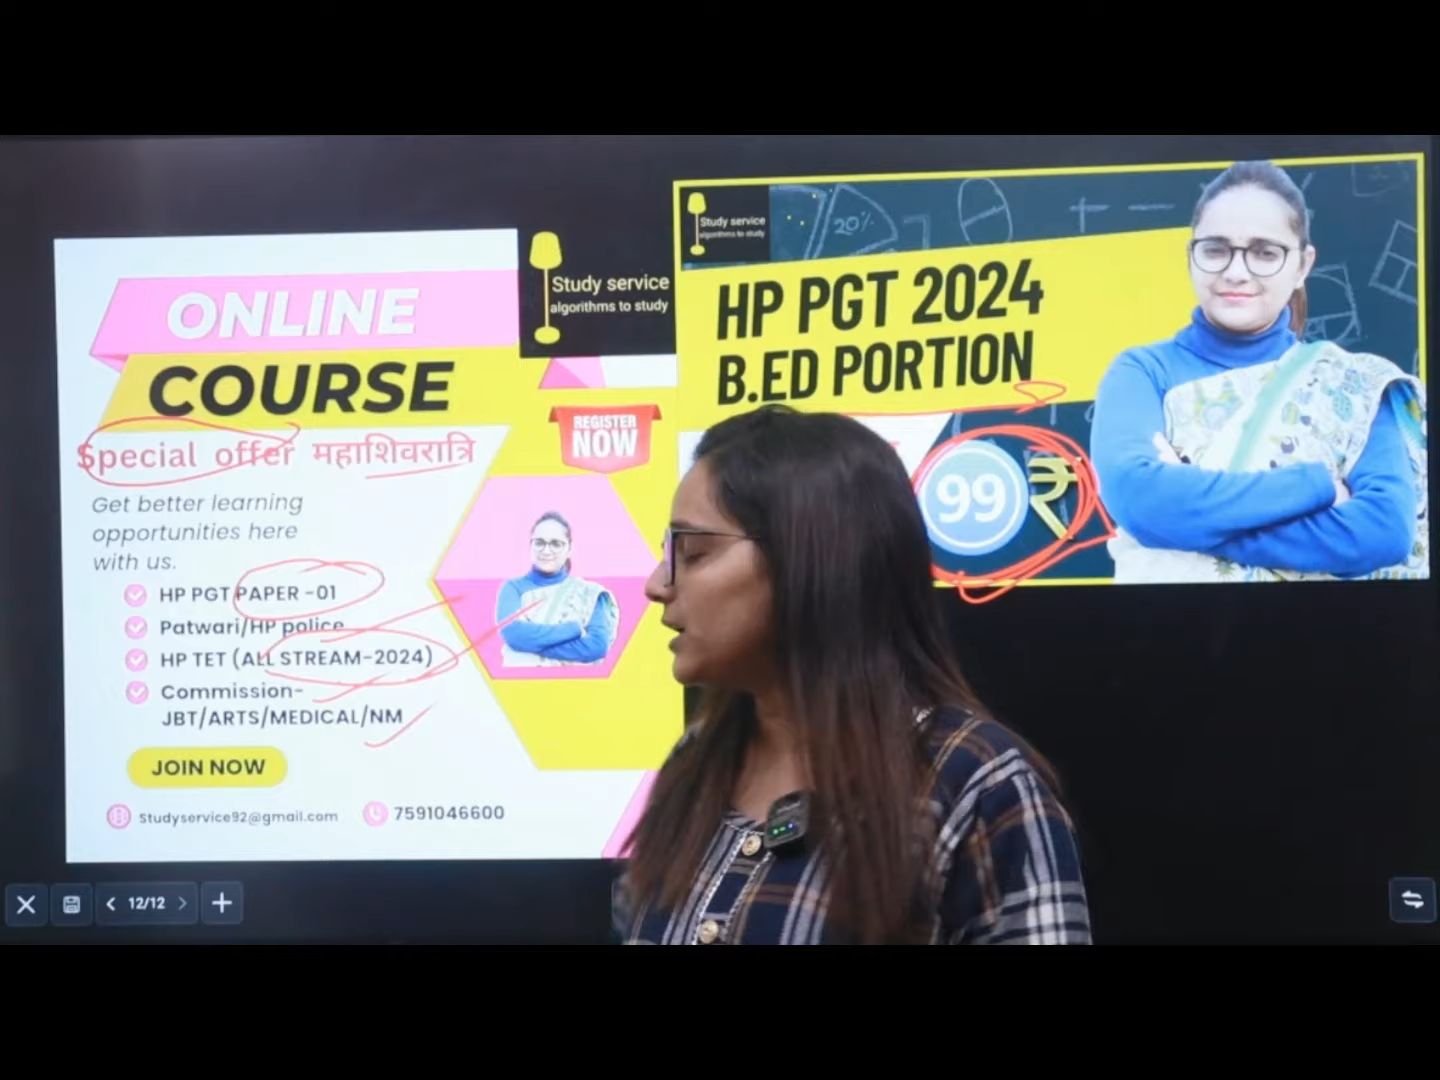 ONLINE
COURSE
Special offer महाशिवरात्रि
Get better learning
opportunities here
with us.
HP PGT PAPER -01
Patwari/HP police
HP TET (ALL STREAM-2024)
Commission-
JBT/ARTS/MEDICAL/NM
JOIN NOW
Studyservice92@gmail.com
7591046600
Study service
algorithms to study
REGISTER
NOW
Study service
algorithms to study
20%
HP PGT 2024
B.ED PORTION
99₹
12/12